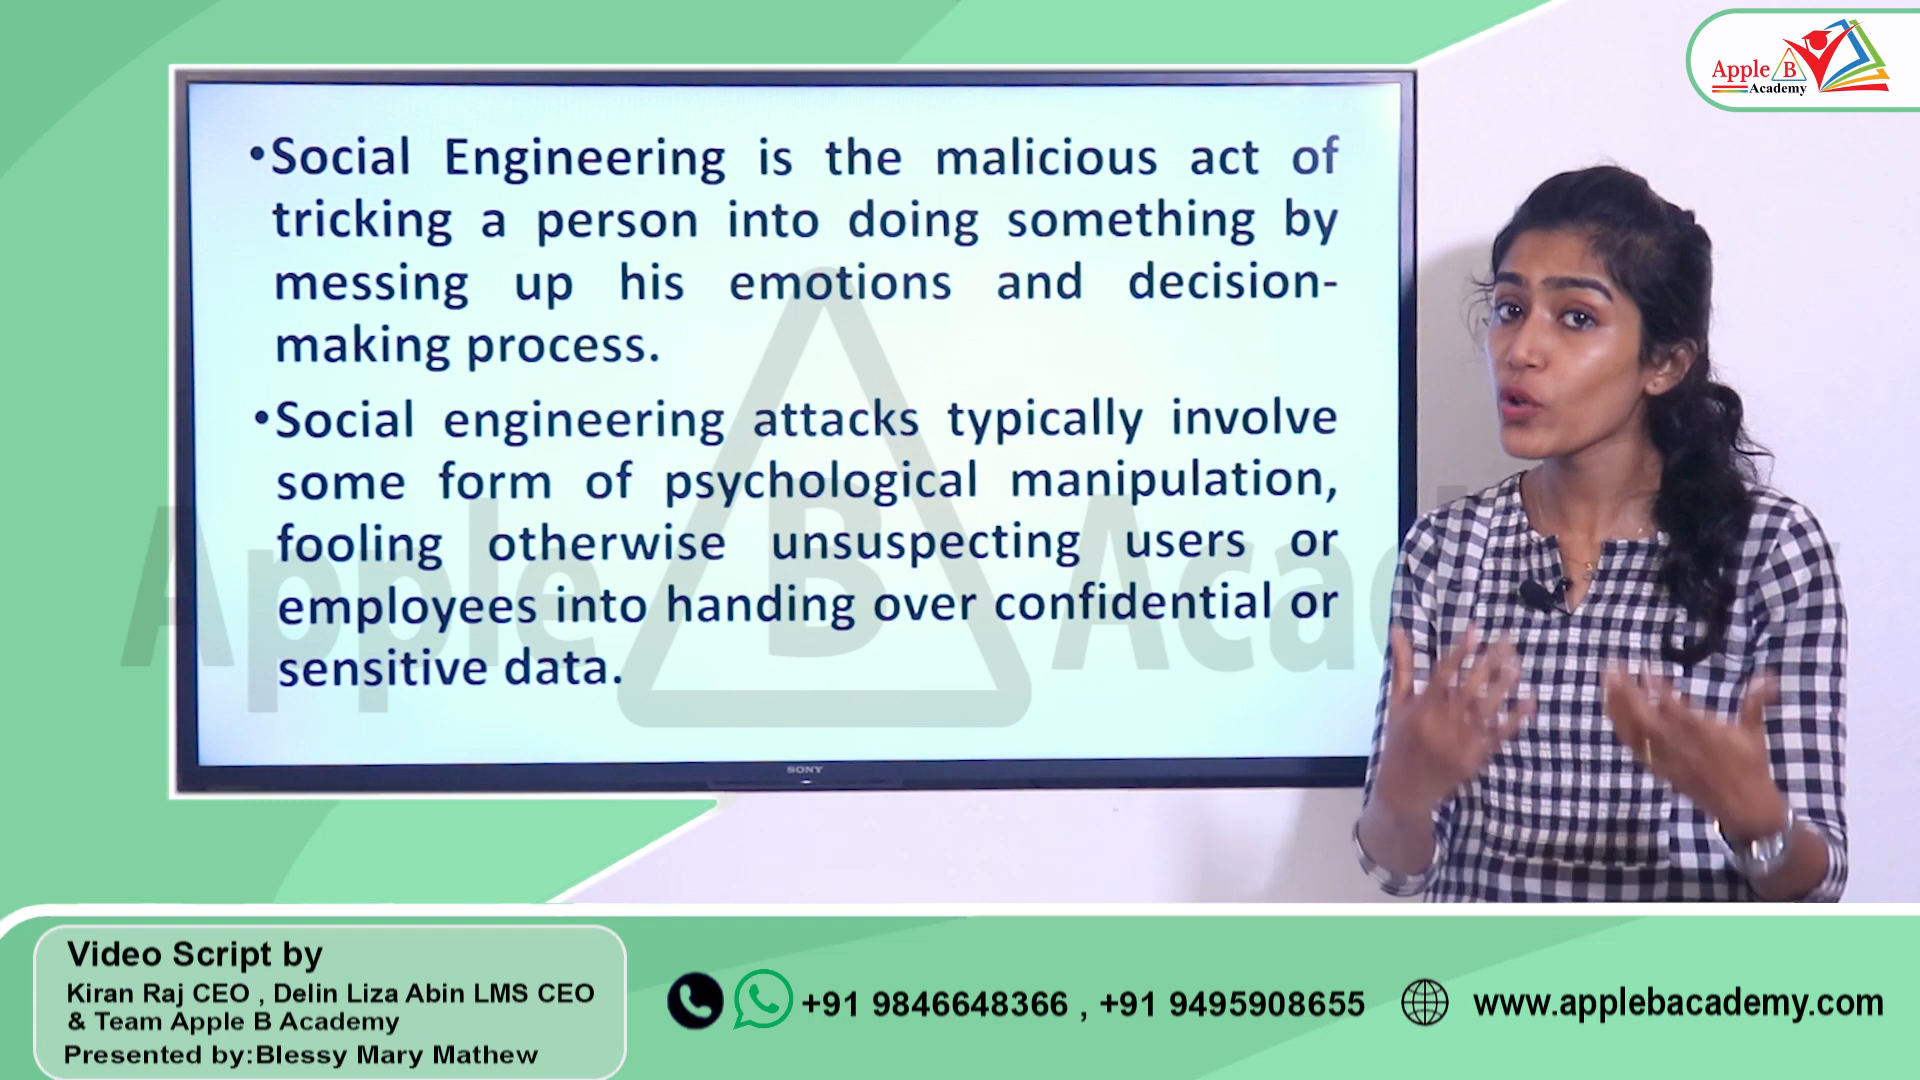 Apple B
Academy
•Social Engineering is the malicious act of
tricking a person into doing something by
messing up his emotions and decision-
making process.
•Social engineering attacks typically involve
some form of psychological manipulation,
fooling otherwise unsuspecting users or
employees into handing over confidential or
sensitive data.
Apple B Academy
SONY
Video Script by
Kiran Raj CEO , Delin Liza Abin LMS CEO
& Team Apple B Academy
Presented by:Blessy Mary Mathew
+91 9846648366 , +91 9495908655
www.applebacademy.com